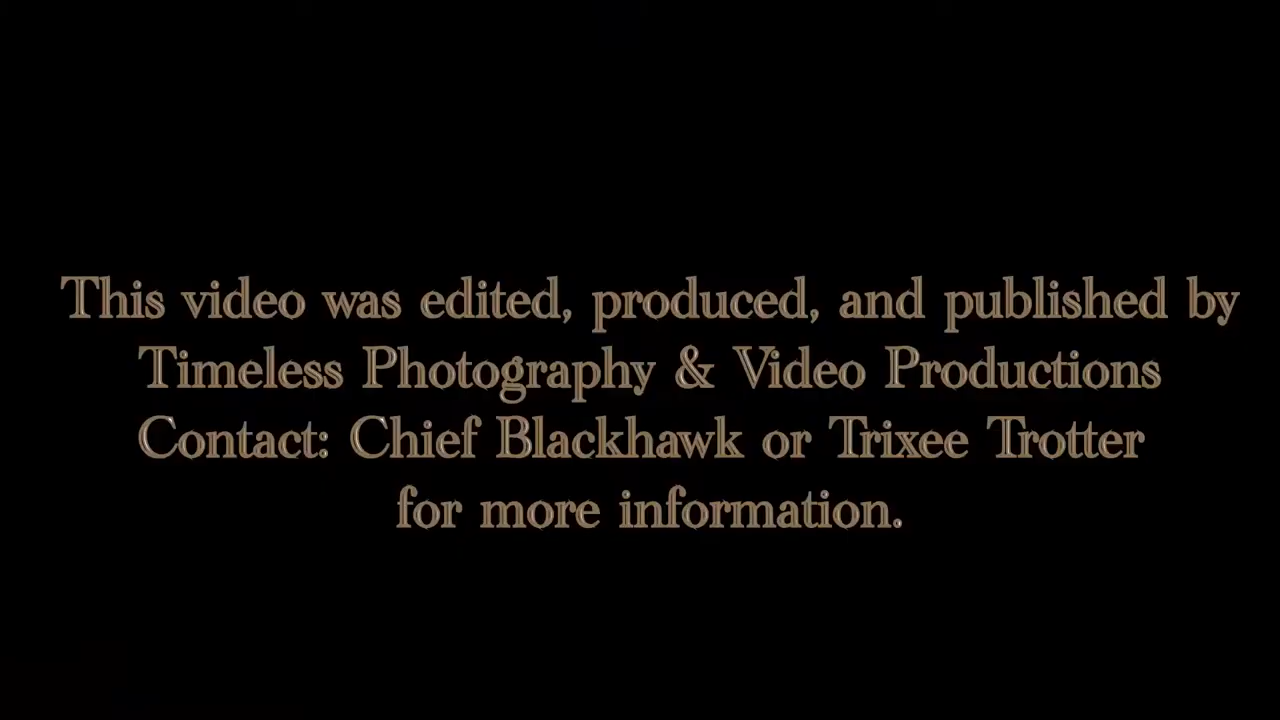 This video was edited, produced, and published by
Timeless Photography & Video Productions
Contact: Chief Blackhawk or Trixee Trotter
for more information.